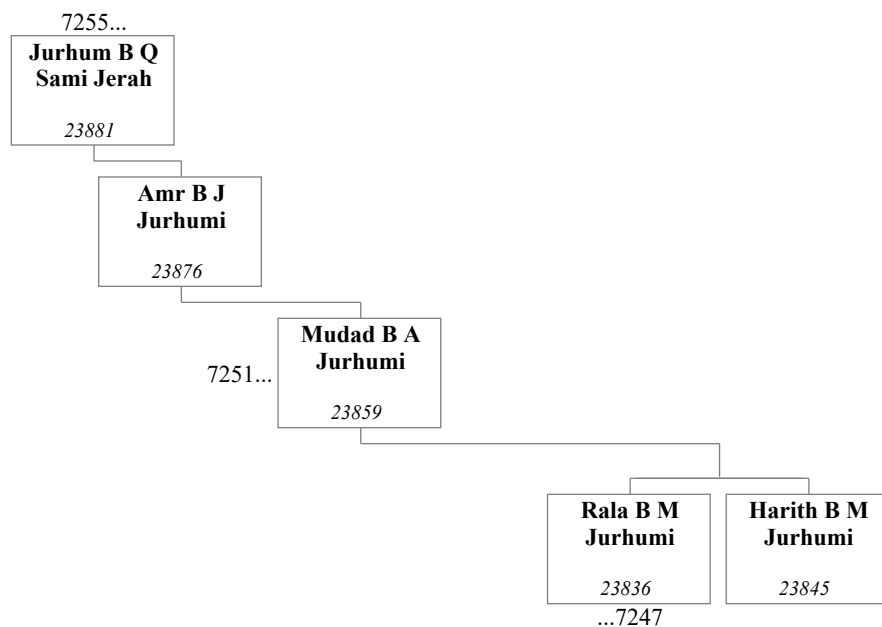 7255...
Jurhum B Q
Sami Jerah
23881
Amr B J
Jurhumi
23876
Mudad B A
Jurhumi
7251...
23859
Rala B M
Jurhumi
23836
Harith B M
Jurhumi
23845
...7247